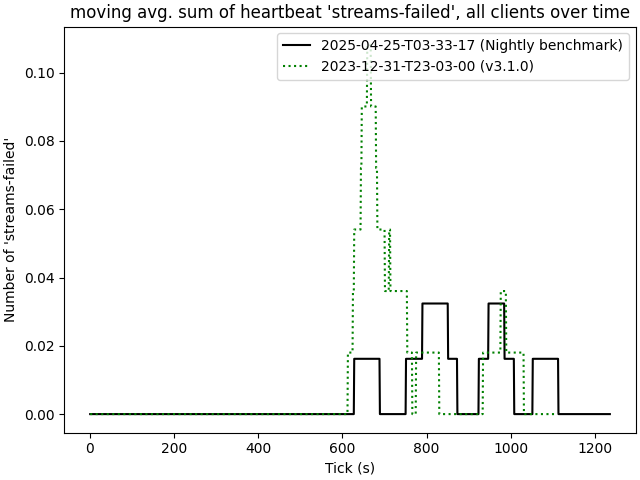 moving avg. sum of heartbeat 'streams-failed', all clients over time
2025-04-25-T03-33-17 (Nightly benchmark)
2023-12-31-T23-03-00 (v3.1.0)
Number of 'streams-failed'
0.10
0.08
0.06
0.04
0.02
0.00
0 200 400 600 800 1000 1200
Tick (s)